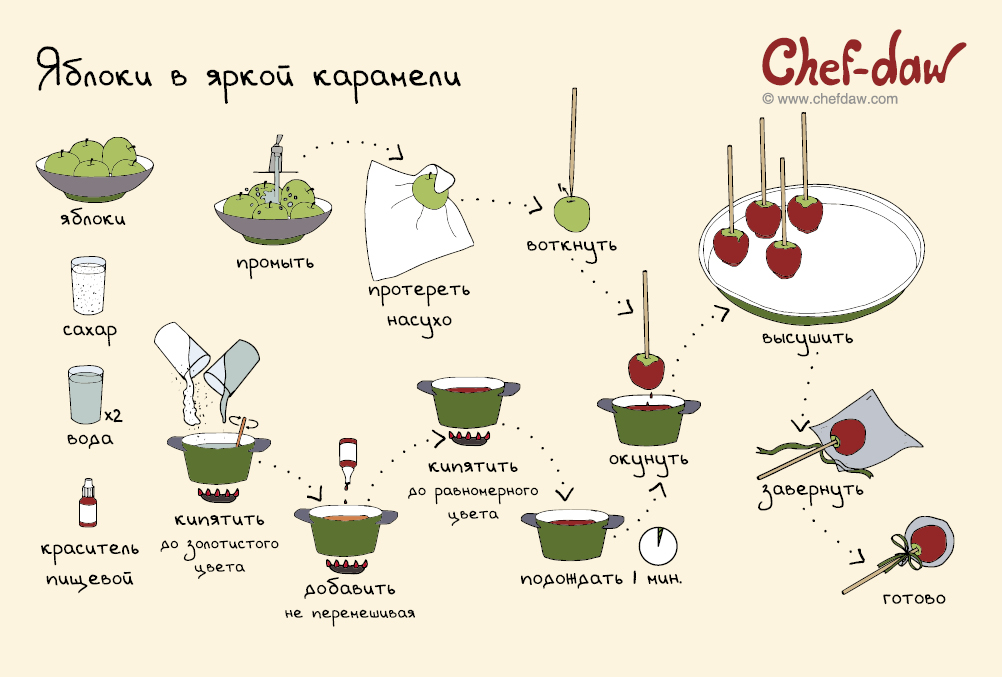 Яблоки в яркой карамели
Chef-daw
© www.chefdaw.com
яблоки
промыть
протереть
насухо
воткнуть
сахар
вода
x2
краситель
пищевой
кипятить
до золотистого
цвета
добавить
не перемешивая
кипятить
до равномерного
цвета
подождать 1 мин.
окунуть
высушить
завернуть
готово